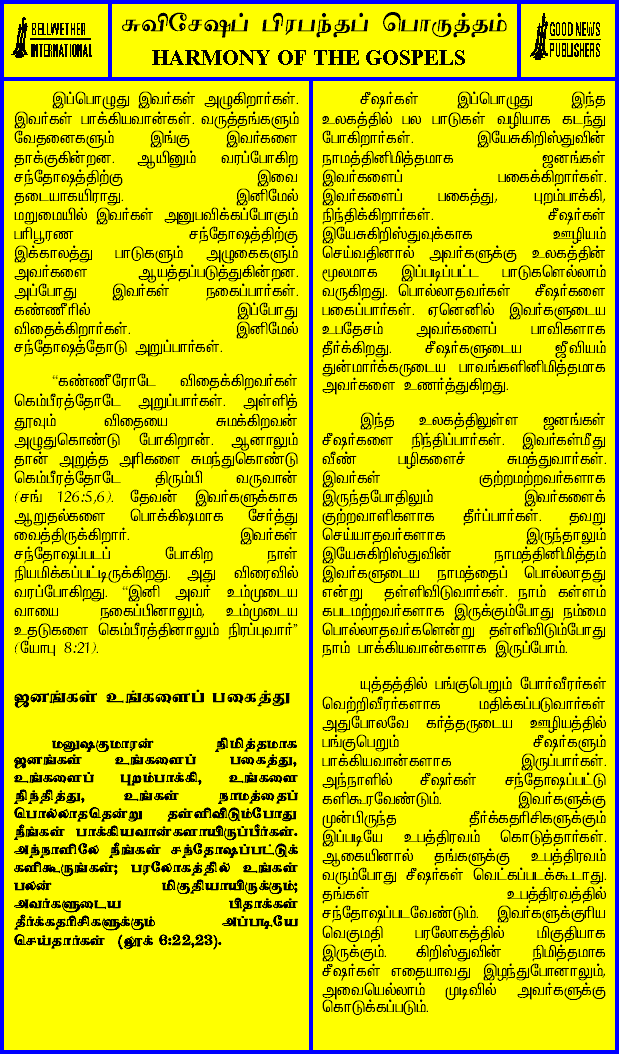 BELLWETHER
INTERNATIONAL
சுவிசேஷப் பிரபந்தப் பொருத்தம்
HARMONY OF THE GOSPELS
GOOD NEWS
PUBLISHERS
இப்பொழுது இவர்கள் அழுகிறார்கள்.
இவர்கள் பாக்கியவான்கள். வருத்தங்களும்
வேதனைகளும் இங்கு இவர்களை
தாக்குகின்றன. ஆயினும் வரப்போகிற
சந்தோஷத்திற்கு இவை
தடையாகயிராது. இனிமேல்
மறுமையில் இவர்கள் அனுபவிக்கப்போகும்
பரிபூரண சந்தோஷத்திற்கு
இக்காலத்து பாடுகளும் அழுகைகளும்
அவர்களை ஆயத்தப்படுத்துகின்றன.
அப்போது இவர்கள் நகைப்பார்கள்.
கண்ணீரில் இப்போது
விதைக்கிறார்கள். இனிமேல்
சந்தோஷத்தோடு அறுப்பார்கள்.
“கண்ணீரோடே விதைக்கிறவர்கள்
கெம்பீரத்தோடே அறுப்பார்கள். அள்ளித்
தூவும் விதையை சுமக்கிறவன்
அழுதுகொண்டு போகிறான். ஆனாலும்
தான் அறுத்த அரிகளை சுமந்துகொண்டு
கெம்பீரத்தோடே திரும்பி வருவான்
(சங் 126:5,6). தேவன் இவர்களுக்காக
ஆறுதல்களை பொக்கிஷமாக சேர்த்து
வைத்திருக்கிறார். இவர்கள்
சந்தோஷப்படப் போகிற நாள்
நியமிக்கப்பட்டிருக்கிறது. அது விரைவில்
வரப்போகிறது. “இனி அவர் உம்முடைய
வாயை நகைப்பினாலும், உம்முடைய
உதடுகளை கெம்பீரத்தினாலும் நிரப்புவார்”
(யோபு 8:21).
ஜனங்கள் உங்களைப் பகைத்து
மனுஷகுமாரன் நிமித்தமாக
ஜனங்கள் உங்களைப் பகைத்து,
உங்களைப் புறம்பாக்கி, உங்களை
நிந்தித்து, உங்கள் நாமத்தைப்
பொல்லாததென்று தள்ளிவிடும்போது
நீங்கள் பாக்கியவான்களாயிருப்பீர்கள்.
அந்நாளிலே நீங்கள் சந்தோஷப்பட்டுக்
களிகூருங்கள்; பரலோகத்தில் உங்கள்
பலன் மிகுதியாயிருக்கும்;
அவர்களுடைய பிதாக்கள்
தீர்க்கதரிசிகளுக்கும் அப்படியே
செய்தார்கள் (லூக் 6:22,23).
சீஷர்கள் இப்பொழுது இந்த
உலகத்தில் பல பாடுகள் வழியாக கடந்து
போகிறார்கள். இயேசுகிறிஸ்துவின்
நாமத்தினிமித்தமாக ஜனங்கள்
இவர்களைப் பகைக்கிறார்கள்.
இவர்களைப் பகைத்து, புறம்பாக்கி,
நிந்திக்கிறார்கள். சீஷர்கள்
இயேசுகிறிஸ்துவுக்காக ஊழியம்
செய்வதினால் அவர்களுக்கு உலகத்தின்
மூலமாக இப்படிப்பட்ட பாடுகளெல்லாம்
வருகிறது. பொல்லாதவர்கள் சீஷர்களை
பகைப்பார்கள். ஏனெனில் இவர்களுடைய
உபதேசம் அவர்களைப் பாவிகளாக
தீர்க்கிறது. சீஷர்களுடைய ஜீவியம்
துன்மார்க்கருடைய பாவங்களினிமித்தமாக
அவர்களை உணர்த்துகிறது.
இந்த உலகத்திலுள்ள ஜனங்கள்
சீஷர்களை நிந்திப்பார்கள். இவர்கள்மீது
வீண் பழிகளைச் சுமத்துவார்கள்.
இவர்கள் குற்றமற்றவர்களாக
இருந்தபோதிலும் இவர்களைக்
குற்றவாளிகளாக தீர்ப்பார்கள். தவறு
செய்யாதவர்களாக இருந்தாலும்
இயேசுகிறிஸ்துவின் நாமத்தினிமித்தம்
இவர்களுடைய நாமத்தைப் பொல்லாதது
என்று தள்ளிவிடுவார்கள். நாம் கள்ளம்
கபடமற்றவர்களாக இருக்கும்போது நம்மை
பொல்லாதவர்களென்று தள்ளிவிடும்போது
நாம் பாக்கியவான்களாக இருப்போம்.
யுத்தத்தில் பங்குபெறும் போர்வீரர்கள்
வெற்றிவீரர்களாக மதிக்கப்படுவார்கள்
அதுபோலவே கர்த்தருடைய ஊழியத்தில்
பங்குபெறும் சீஷர்களும்
பாக்கியவான்களாக இருப்பார்கள்.
அந்நாளில் சீஷர்கள் சந்தோஷப்பட்டு
களிகூரவேண்டும். இவர்களுக்கு
முன்பிருந்த தீர்க்கதரிசிகளுக்கும்
இப்படியே உபத்திரவம் கொடுத்தார்கள்.
ஆகையினால் தங்களுக்கு உபத்திரவம்
வரும்போது சீஷர்கள் வெட்கப்படக்கூடாது.
தங்கள் உபத்திரவத்தில்
சந்தோஷப்படவேண்டும். இவர்களுக்குரிய
வெகுமதி பரலோகத்தில் மிகுதியாக
இருக்கும். கிறிஸ்துவின் நிமித்தமாக
சீஷர்கள் எதையாவது இழந்துபோனாலும்,
அவையெல்லாம் முடிவில் அவர்களுக்கு
கொடுக்கப்படும்.